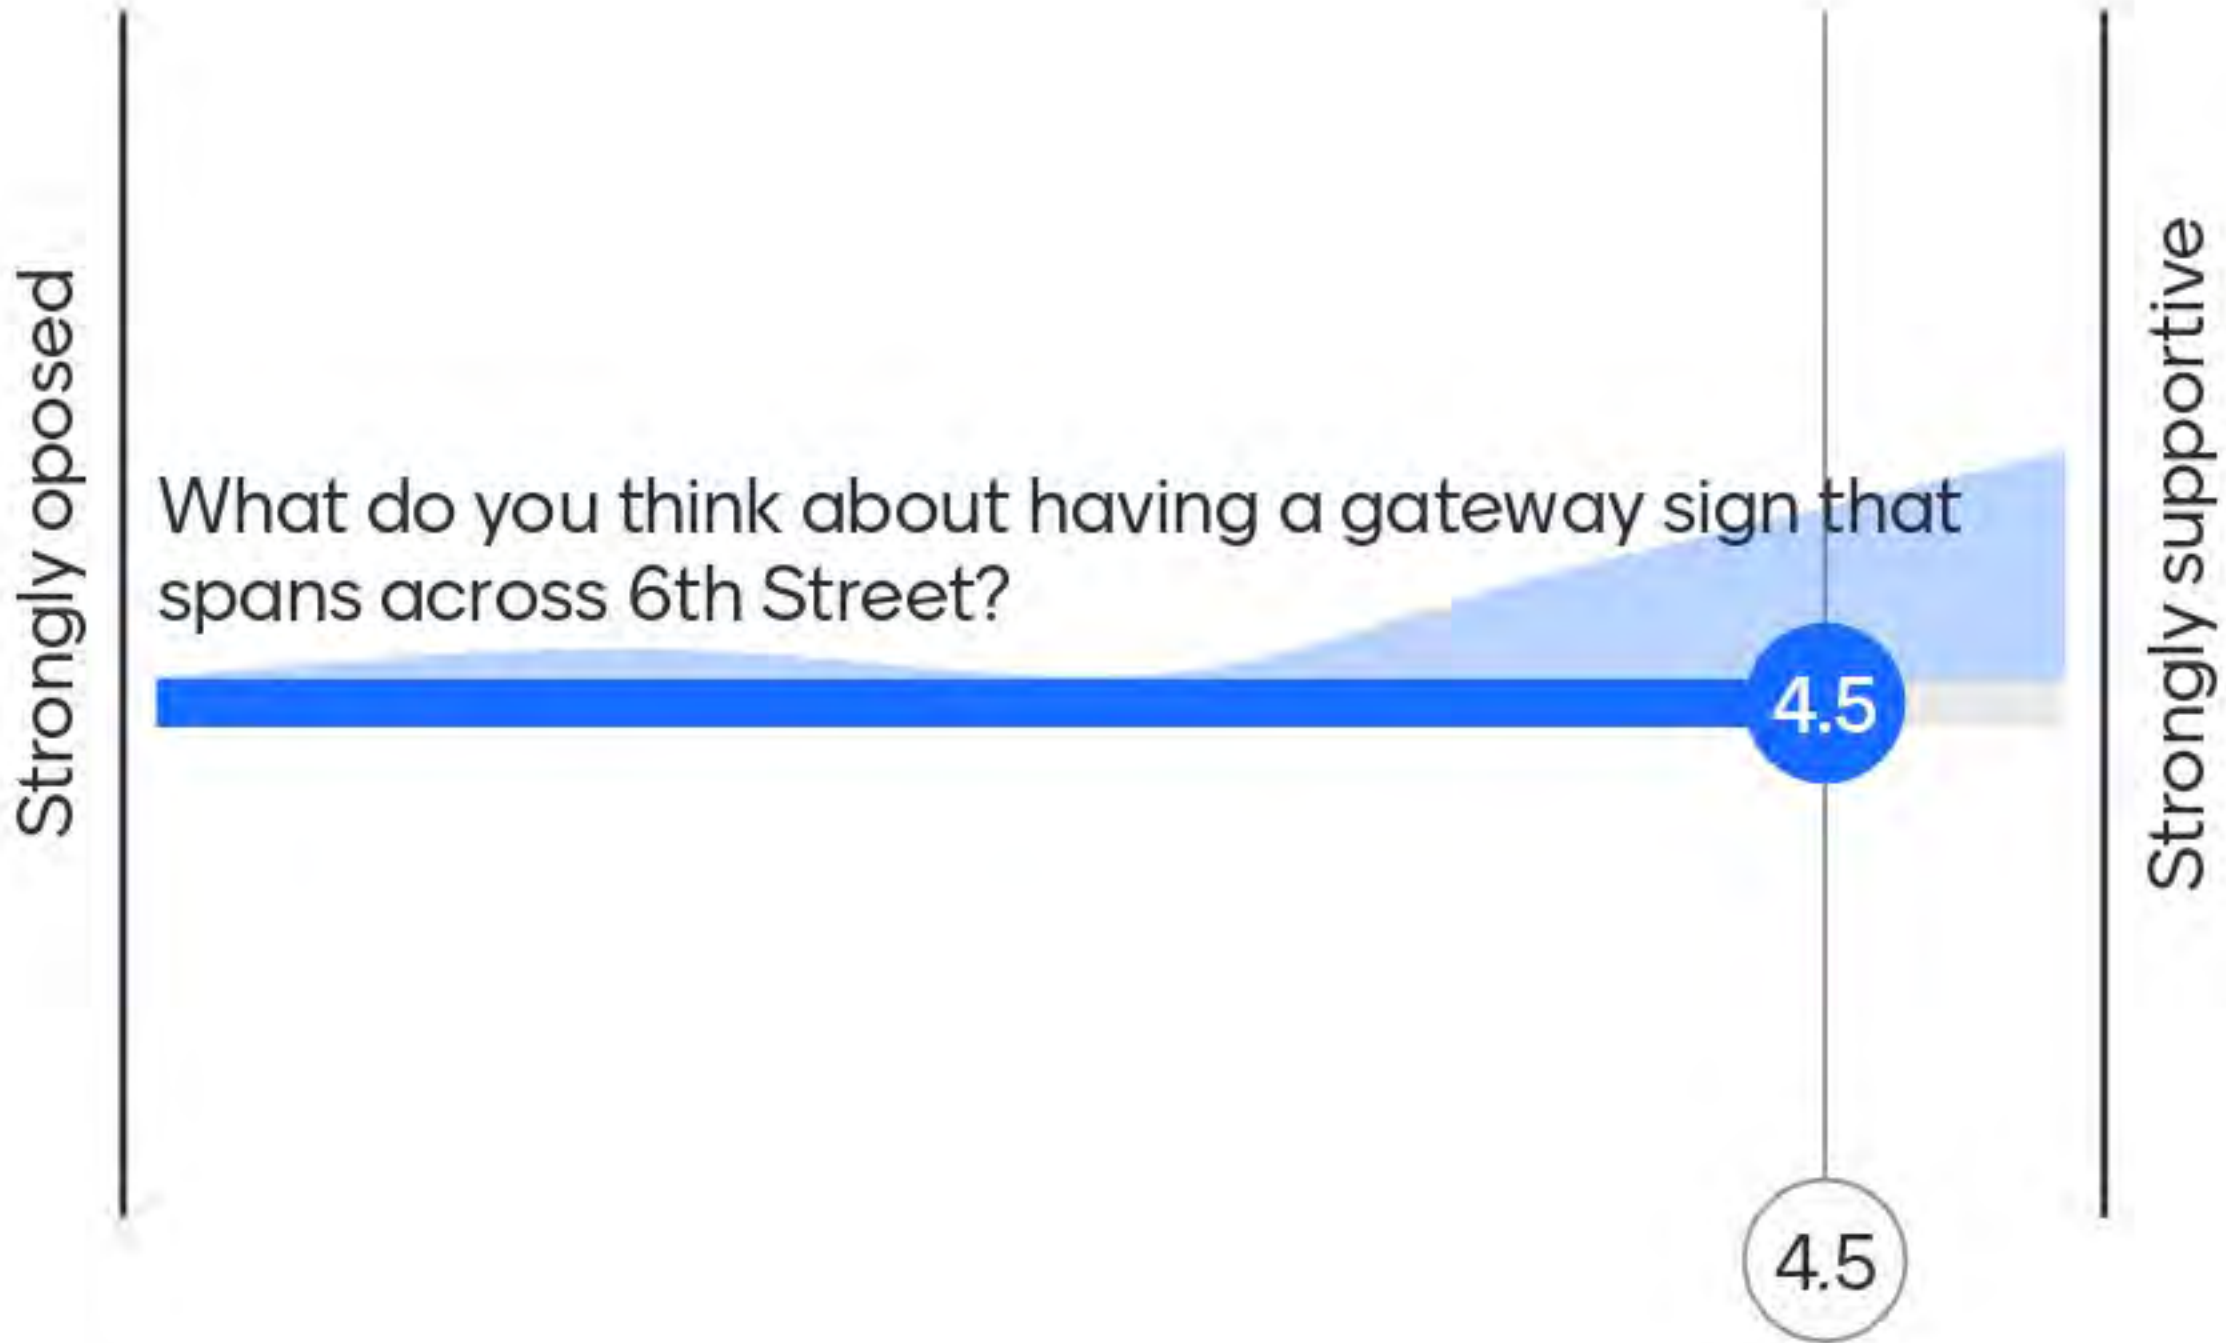 Strongly opposed
What do you think about having a gateway sign that
spans across 6th Street?
4.5
4.5
Strongly supportive